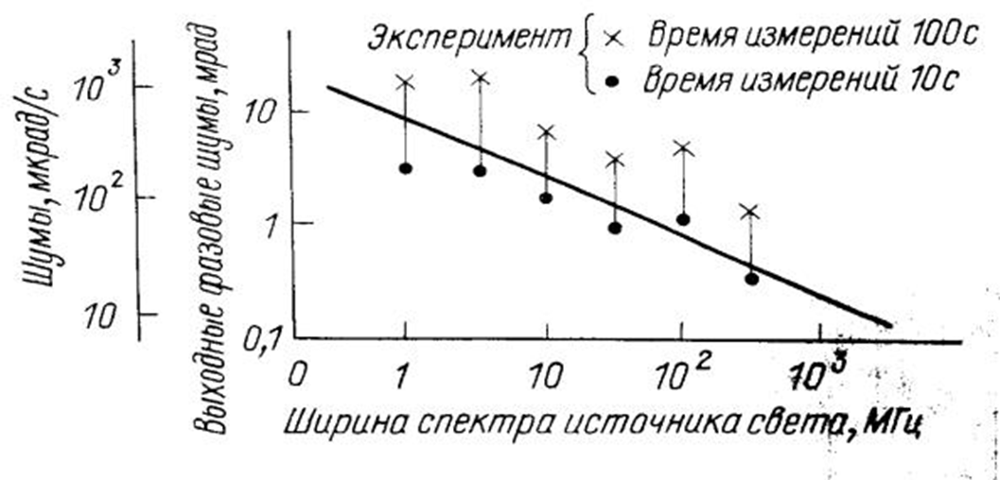 Эксперимент
× Время измерений 100с
● Время измерений 10с
Шумы, мкрад/с
10³
10²
10
Выходные фазовые шумы, мрад
10
1
0,1
0 1 10 10² 10³
Ширина спектра источника света, МГц